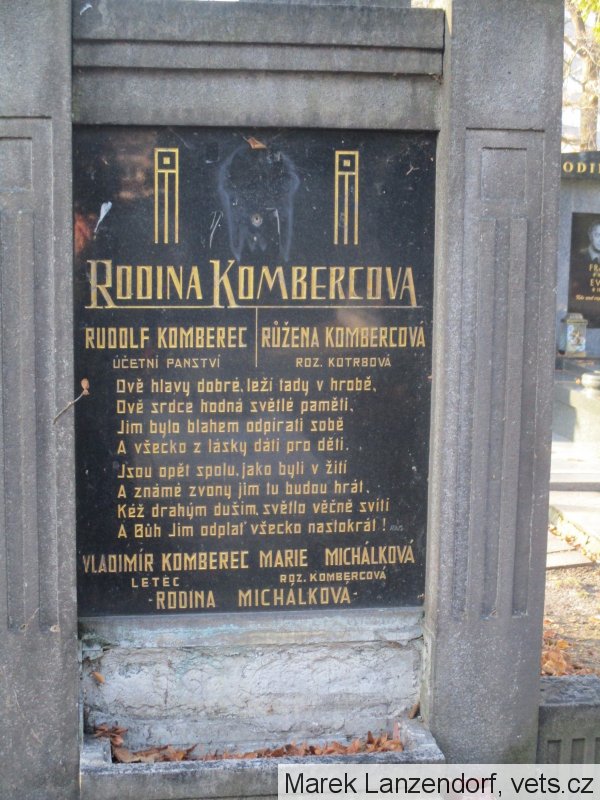 RODINA KOMBERCOVA
RUDOLF KOMBEREC RŮŽENA KOMBERCOVÁ
ÚČETNÍ PANSTVÍ ROZ. KOTRBOVÁ
Dvě hlavy dobré, leží tady v hrobě,
Dvě srdce hodná světlé paměti,
Jim bylo blahem odpírati sobě
A všecko z lásky dáti pro děti.
Jsou opět spolu, jako byli v žití
A známé zvony jim tu budou hrát,
Kéž drahým duším, světlo věčně svítí
A Bůh Jim odplať všecko nastokrát!
VLADIMÍR KOMBEREC MARIE MICHÁLKOVÁ
LETEC ROZ. KOMBERCOVÁ
-RODINA MICHÁLKOVA-
ODI
Marek Lanzendorf, vets.cz